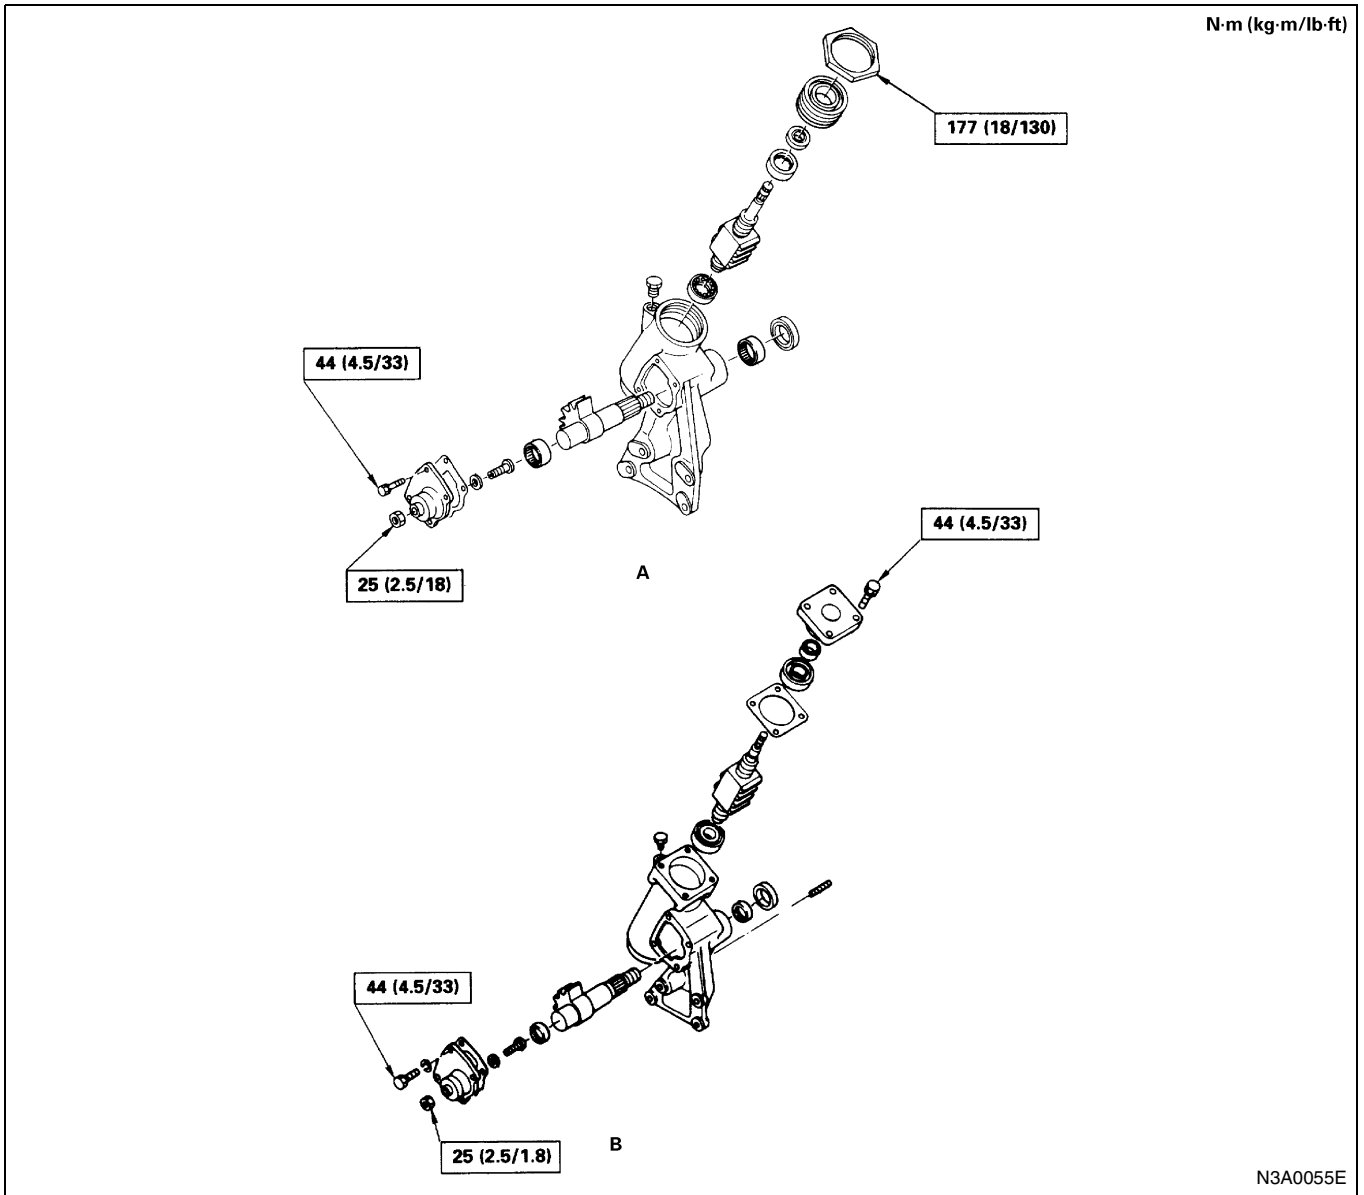 N·m (kg·m/lb·ft)
177 (18/130)
44 (4.5/33)
25 (2.5/18)
A
44 (4.5/33)
44 (4.5/33)
25 (2.5/1.8)
B
N3A0055E